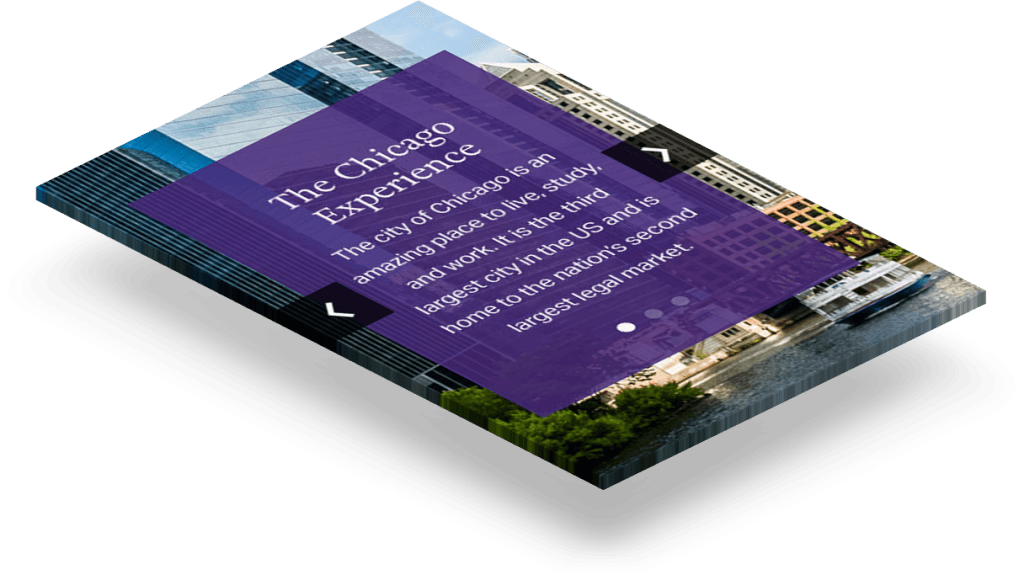 The Chicago
Experience
The city of Chicago is an
amazing place to live, study,
and work. It is the third
largest city in the US and is
home to the nation's second
largest legal market.